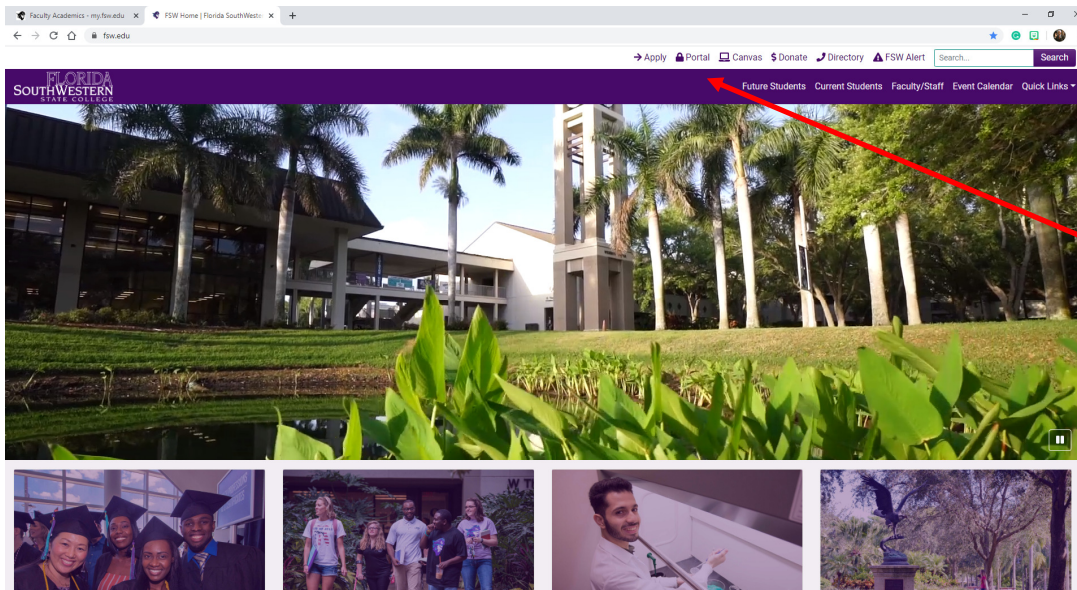 Faculty Academics - my.fsw.edu
FSW Home | Florida SouthWeste
fsw.edu
Apply Portal Canvas $ Donate Directory FSW Alert Search... Search
FLORIDA
SOUTHWESTERN
STATE COLLEGE
Future Students Current Students Faculty/Staff Event Calendar Quick Links